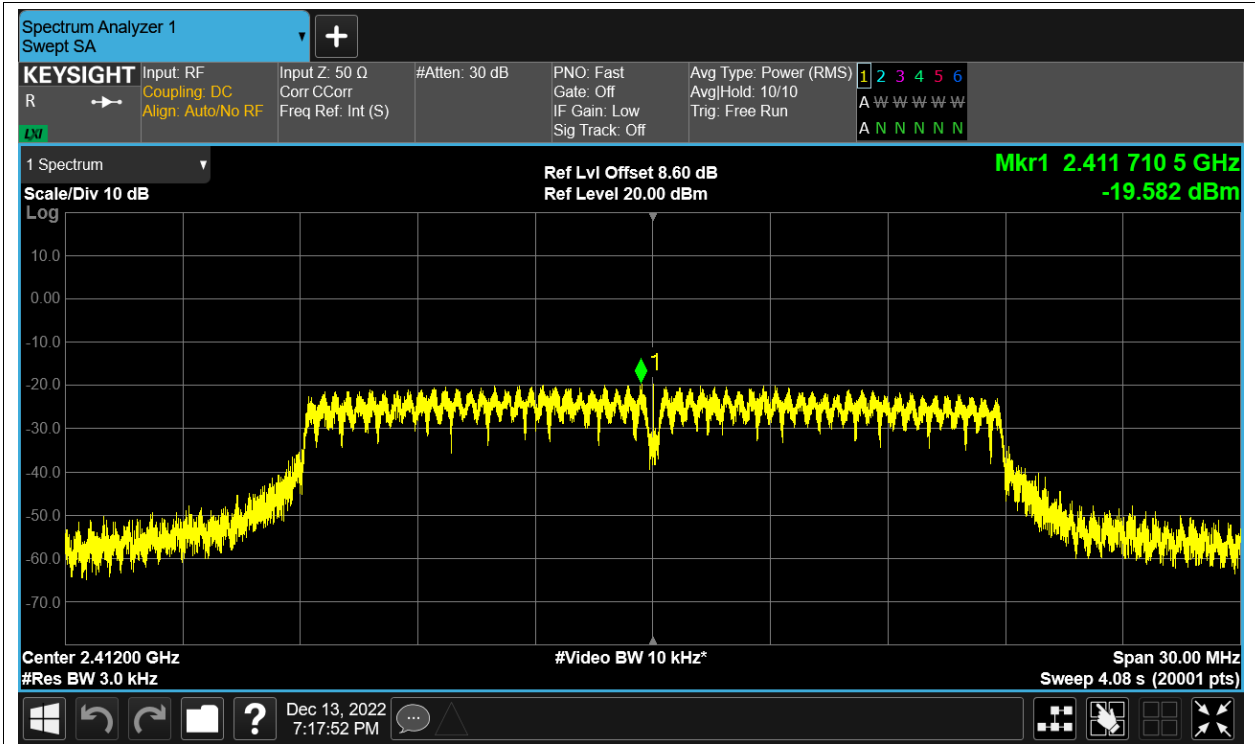 Spectrum Analyzer 1
Swept SA
KEYSIGHT
R
LXI
Input: RF
Coupling: DC
Align: Auto/No RF
Input Z: 50 Ω
Corr CCorr
Freq Ref: Int (S)
#Atten: 30 dB
PNO: Fast
Gate: Off
IF Gain: Low
Sig Track: Off
Avg Type: Power (RMS)
Avg|Hold: 10/10
Trig: Free Run
1 2 3 4 5 6
A W W W W W
A N N N N N
1 Spectrum
Scale/Div 10 dB
Log
Ref Lvl Offset 8.60 dB
Ref Level 20.00 dBm
Mkr1 2.411 710 5 GHz
-19.582 dBm
10.0
0.00
-10.0
-20.0
-30.0
-40.0
-50.0
-60.0
-70.0
1
Center 2.41200 GHz
#Res BW 3.0 kHz
#Video BW 10 kHz*
Span 30.00 MHz
Sweep 4.08 s (20001 pts)
?
Dec 13, 2022
7:17:52 PM